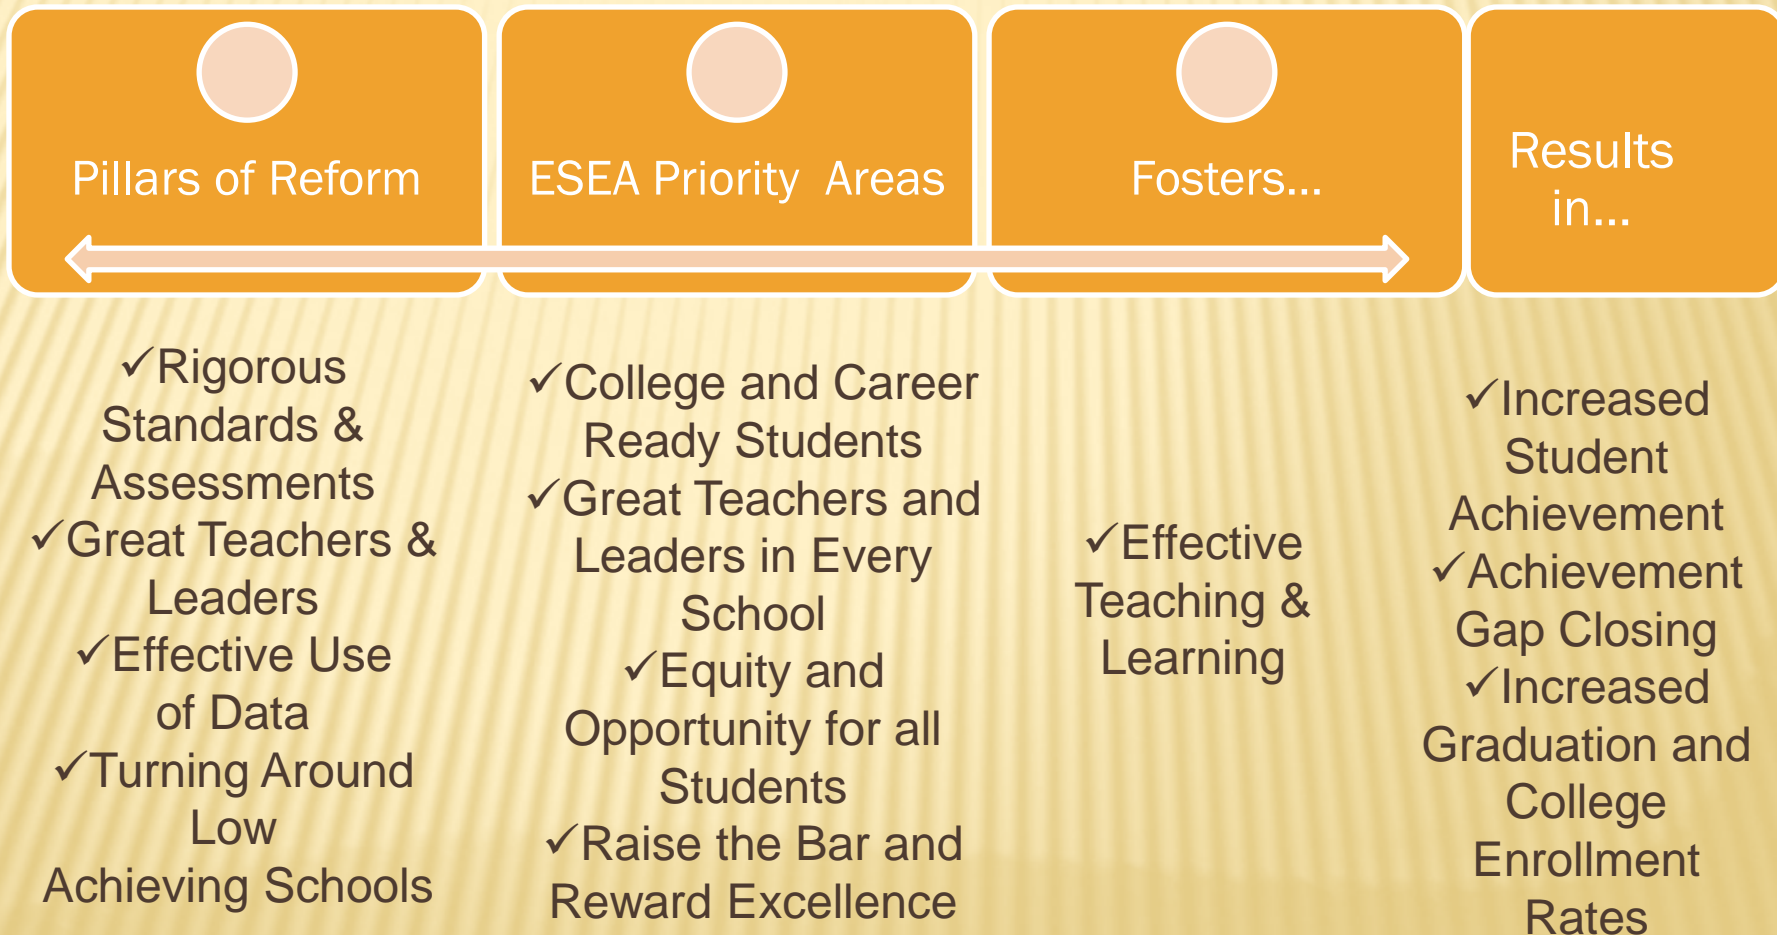 Pillars of Reform
ESEA Priority Areas
Fosters...
Results
in...
✓Rigorous
Standards &
Assessments
✓Great Teachers &
Leaders
✓Effective Use
of Data
✓Turning Around
Low
Achieving Schools
✓College and Career
Ready Students
✓Great Teachers and
Leaders in Every
School
✓Equity and
Opportunity for all
Students
✓Raise the Bar and
Reward Excellence
✓Effective
Teaching &
Learning
✓Increased
Student
Achievement
✓Achievement
Gap Closing
✓Increased
Graduation and
College
Enrollment
Rates